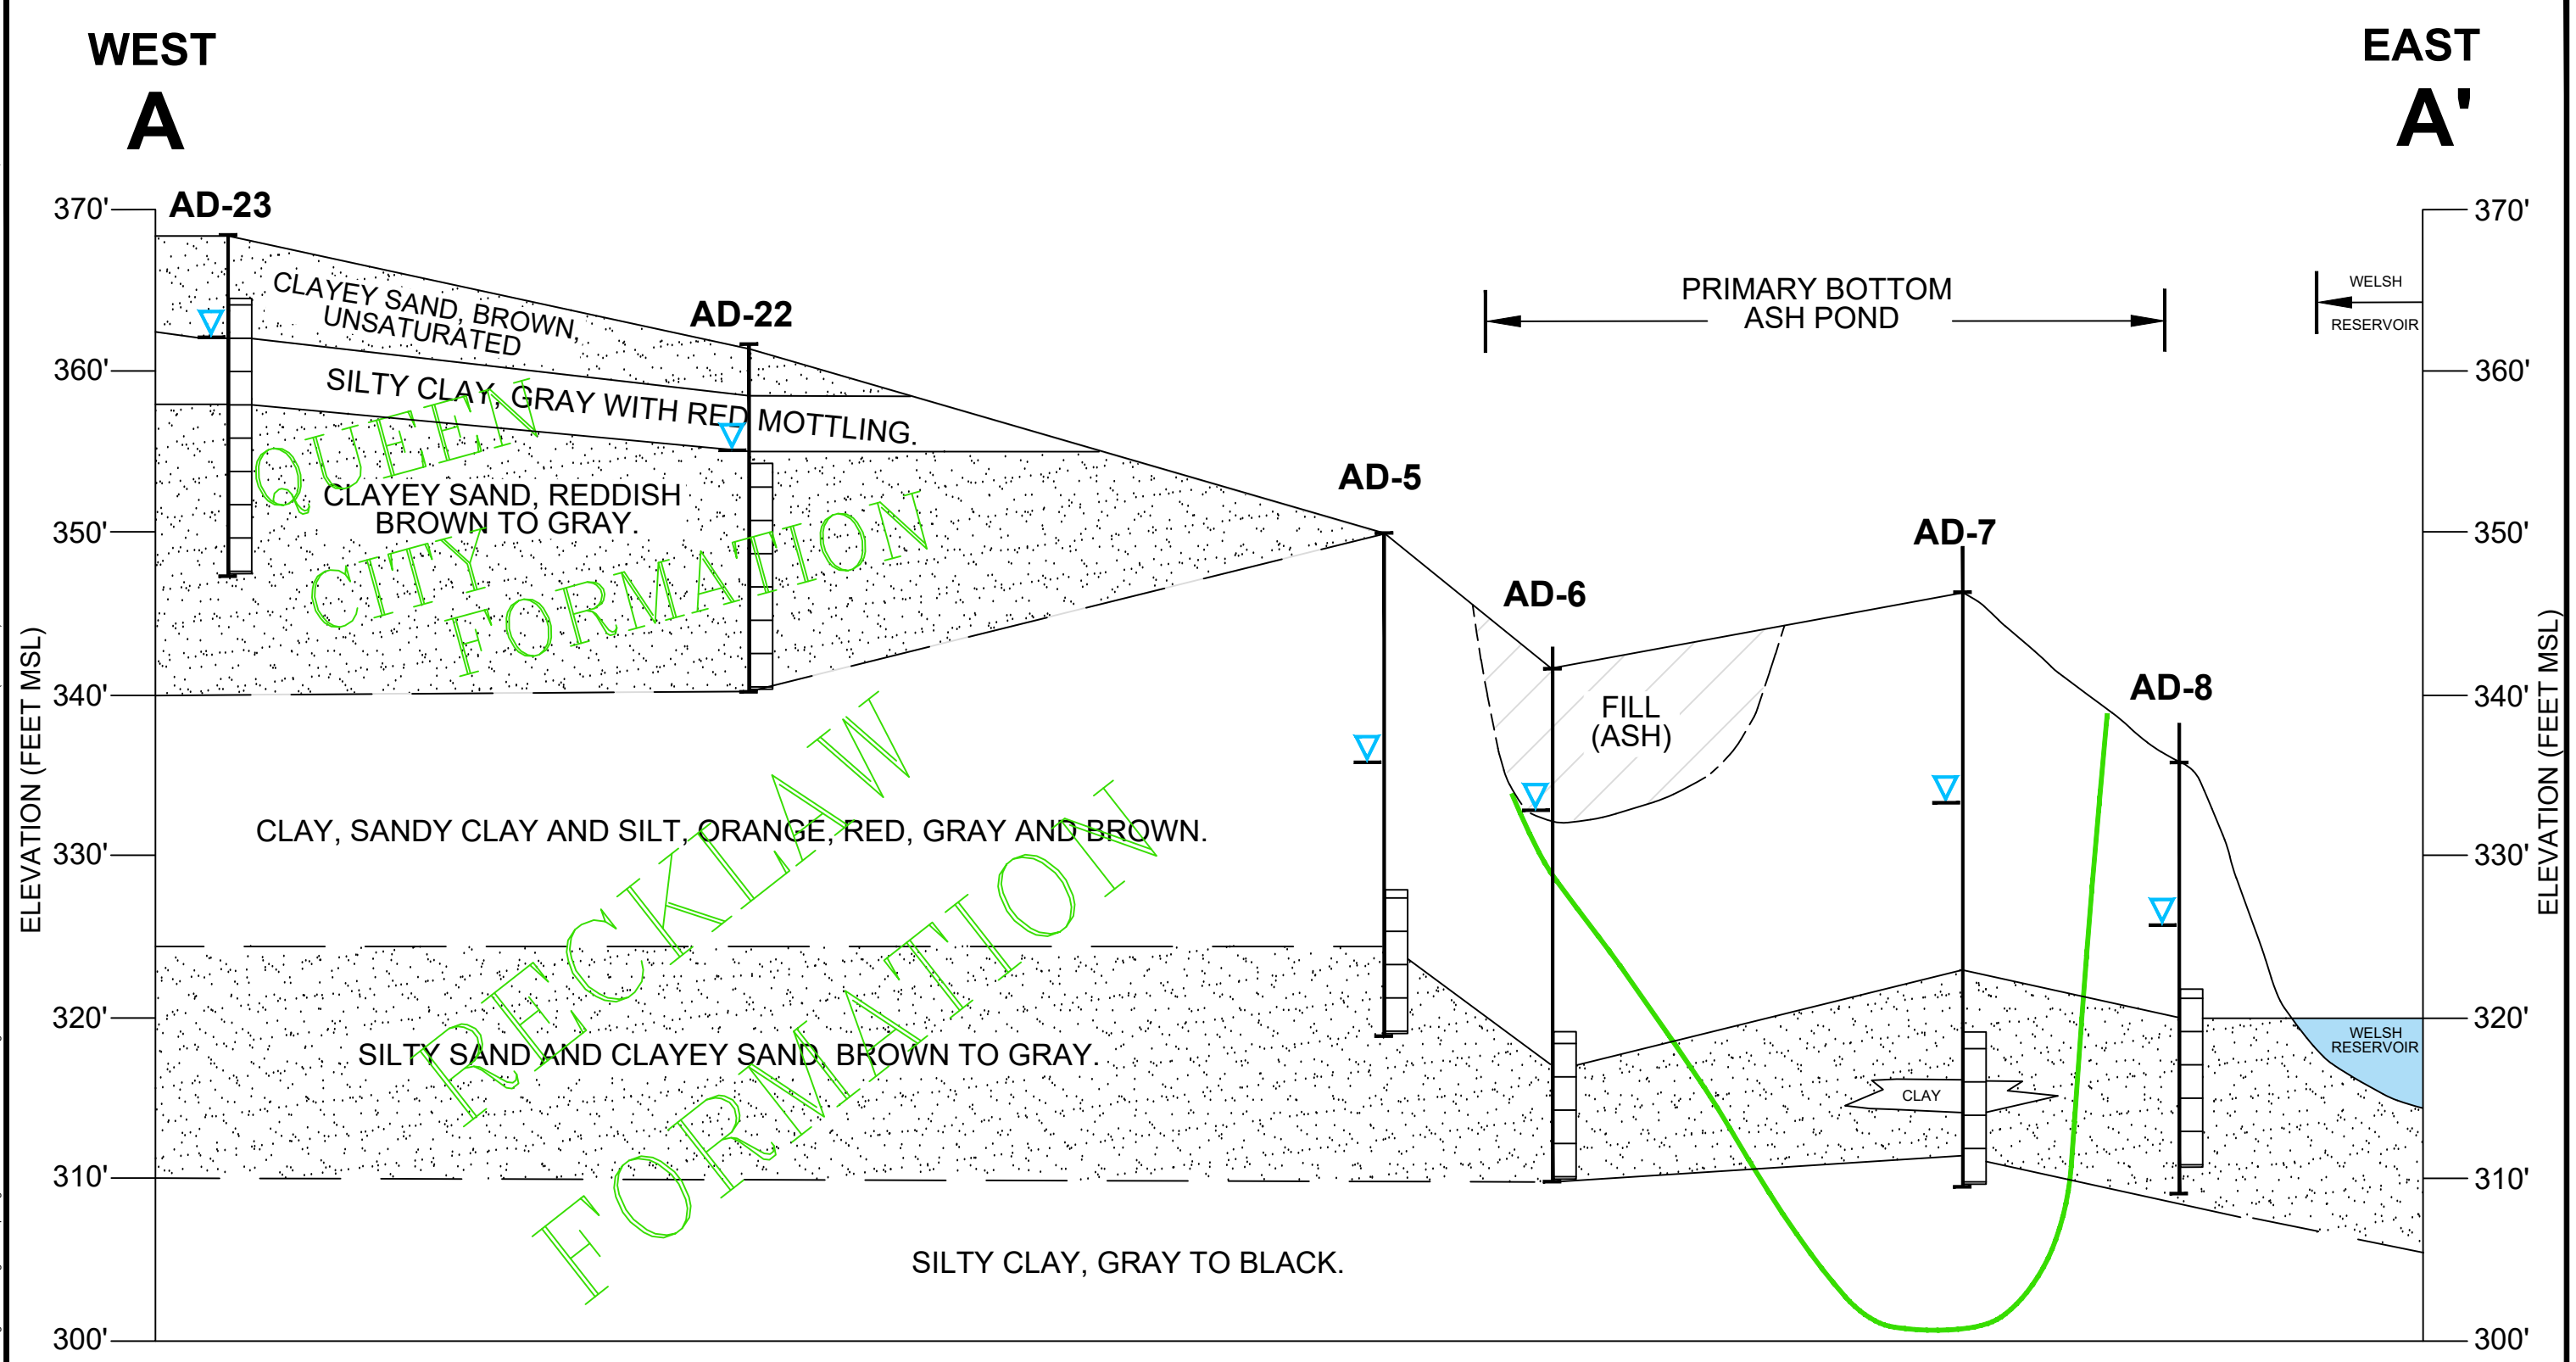 WEST
EAST
A
A'
370'
AD-23
370'
CLAYEY SAND, BROWN,
UNSATURATED
AD-22
PRIMARY BOTTOM
ASH POND
WELSH
RESERVOIR
360'
360'
SILTY CLAY, GRAY WITH RED MOTTLING.
QUEEN
CITY
FORMATION
CLAYEY SAND, REDDISH
BROWN TO GRAY.
AD-5
350'
AD-7
350'
AD-6
340'
AD-8
340'
FILL
(ASH)
ELEVATION (FEET MSL)
ELEVATION (FEET MSL)
CLAY, SANDY CLAY AND SILT, ORANGE, RED, GRAY AND BROWN.
330'
330'
RECKLAW
FORMATION
320'
320'
WELSH
RESERVOIR
SILTY SAND AND CLAYEY SAND, BROWN TO GRAY.
CLAY
310'
310'
SILTY CLAY, GRAY TO BLACK.
300'
300'